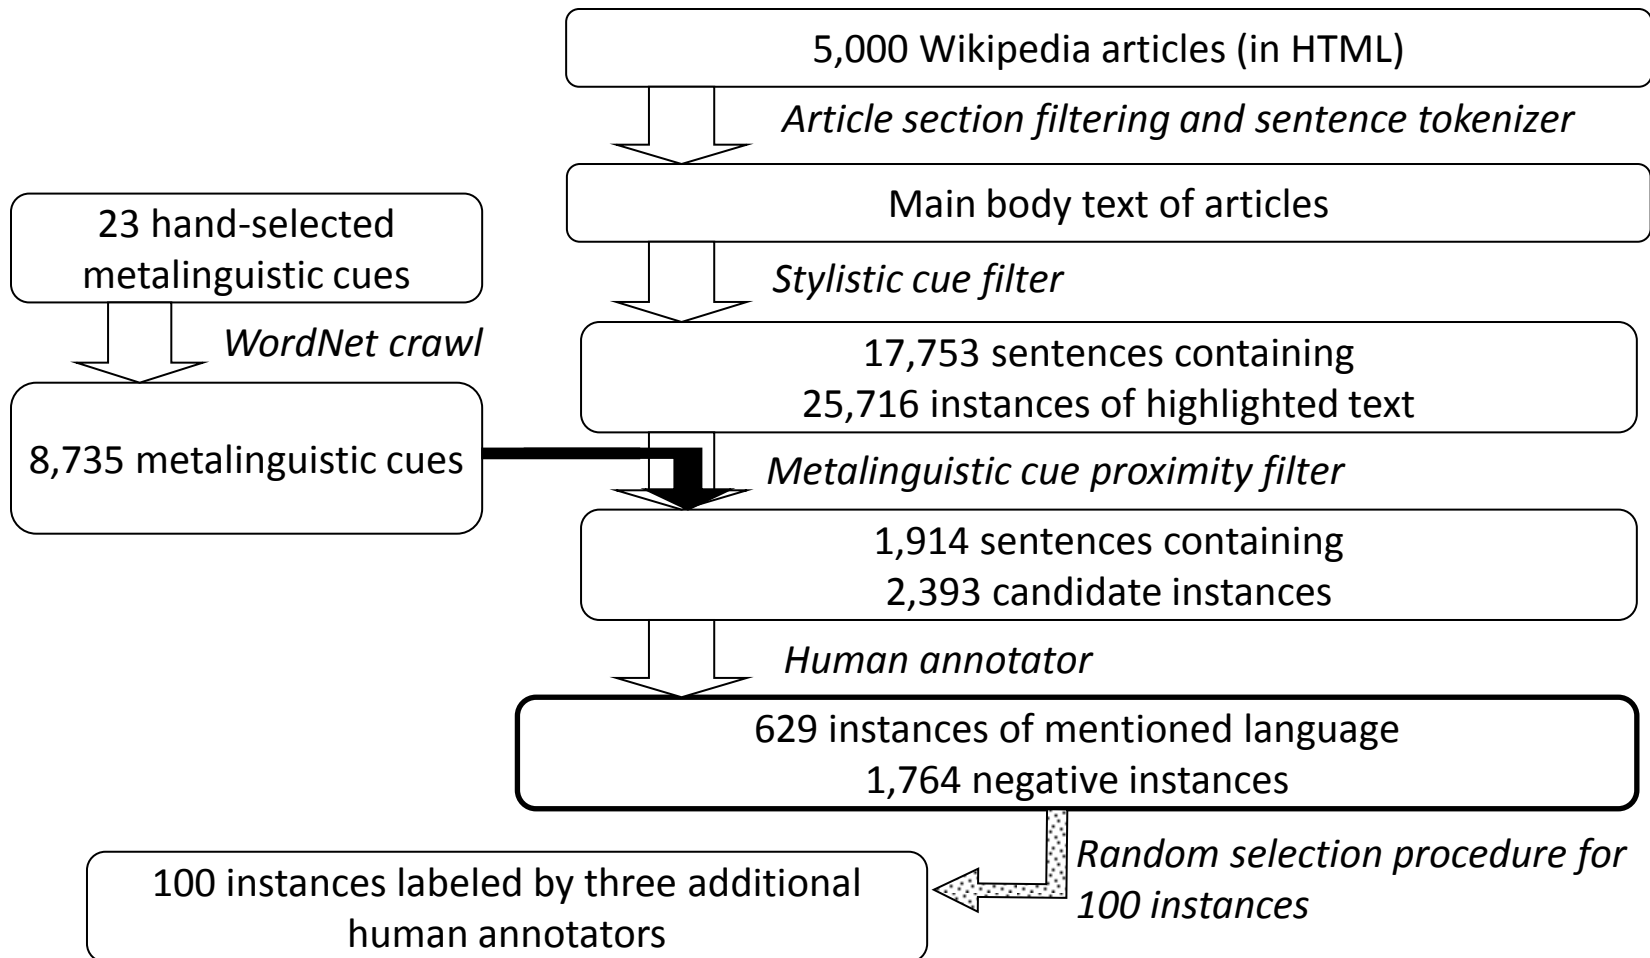 5,000 Wikipedia articles (in HTML)
Article section filtering and sentence tokenizer
Main body text of articles
23 hand-selected
metalinguistic cues
Stylistic cue filter
WordNet crawl
17,753 sentences containing
25,716 instances of highlighted text
8,735 metalinguistic cues
Metalinguistic cue proximity filter
1,914 sentences containing
2,393 candidate instances
Human annotator
629 instances of mentioned language
1,764 negative instances
Random selection procedure for
100 instances
100 instances labeled by three additional
human annotators